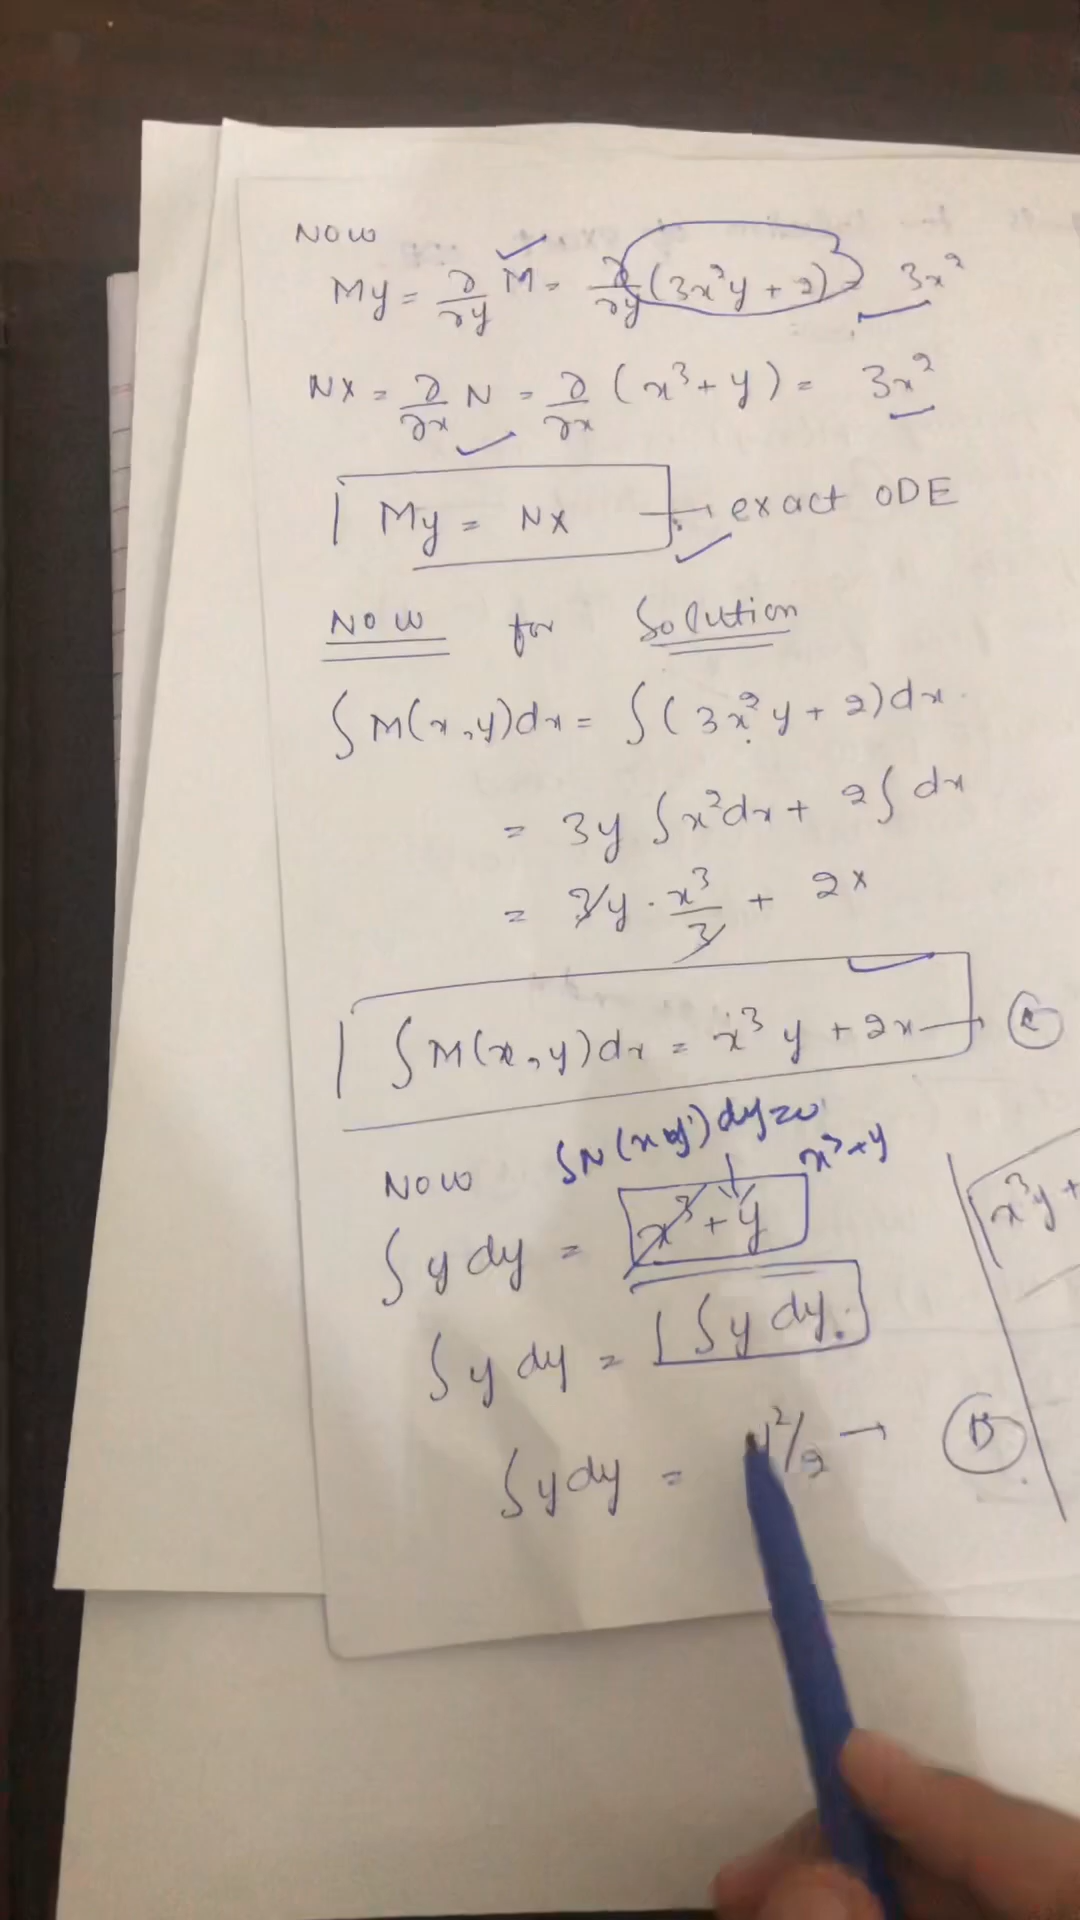 NOW
My = ∂/∂y M = ∂/∂y (3x²y + 2) = 3x²
NX = ∂/∂x N = ∂/∂x (x³ + y) = 3x²
My = NX → exact ODE
NOW for Solution
∫ M(x,y)dx = ∫ (3x²y + 2)dx
= 3y ∫ x²dx + 2 ∫ dx
= 3y · x³/3 + 2x
∫ M(x,y)dx = x³y + 2x →
∫N(x,y)dy =
x³+y
NOW
∫ y dy = x³ + y
∫ y dy = ∫ y dy.
x³y +
∫ y dy = y²/2 → B